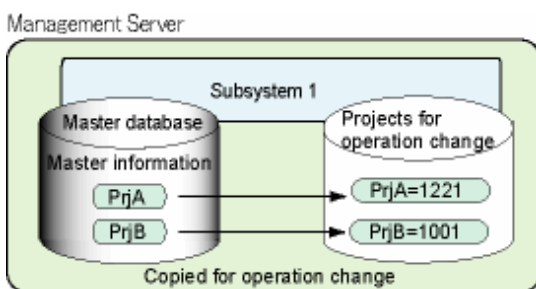 Management Server
Subsystem 1
Master database
Master information
PrjA
PrjB
Projects for
operation change
PrjA=1221
PrjB=1001
Copied for operation change